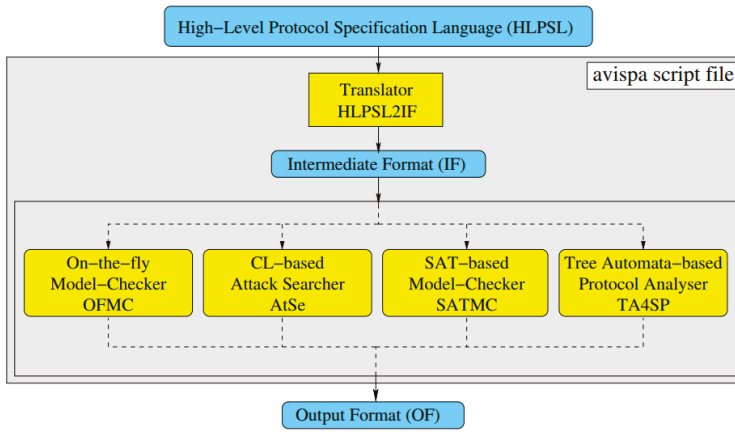 High−Level Protocol Specification Language (HLPSL)
avispa script file
Translator
HLPSL2IF
Intermediate Format (IF)
On−the−fly
Model−Checker
OFMC
CL−based
Attack Searcher
AtSe
SAT−based
Model−Checker
SATMC
Tree Automata−based
Protocol Analyser
TA4SP
Output Format (OF)